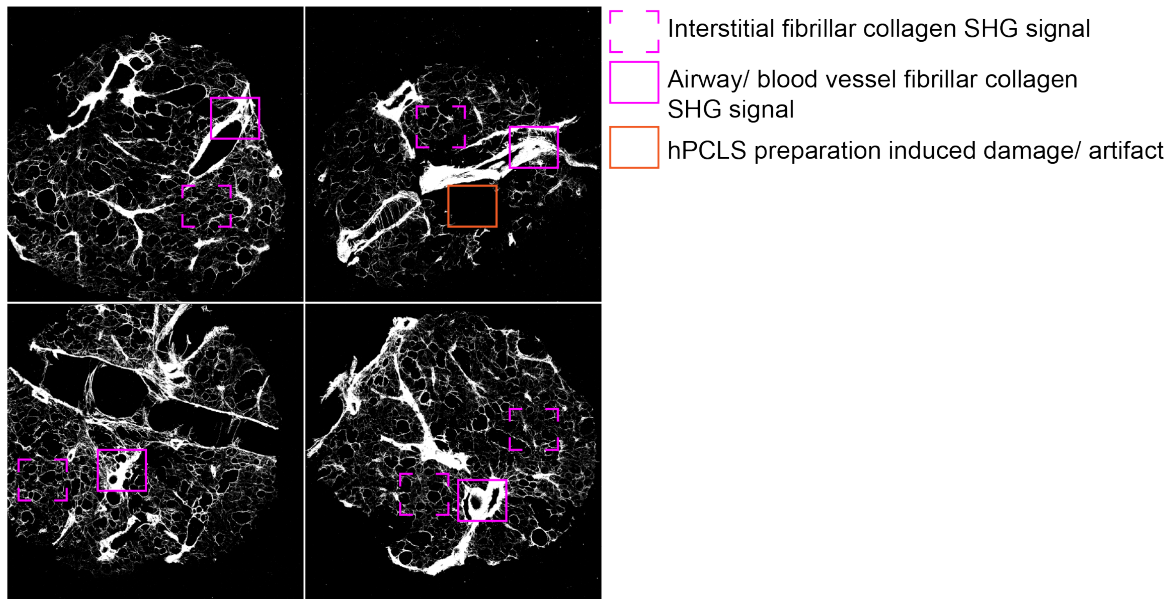 Interstitial fibrillar collagen SHG signal
Airway/ blood vessel fibrillar collagen
SHG signal
hPCLS preparation induced damage/ artifact